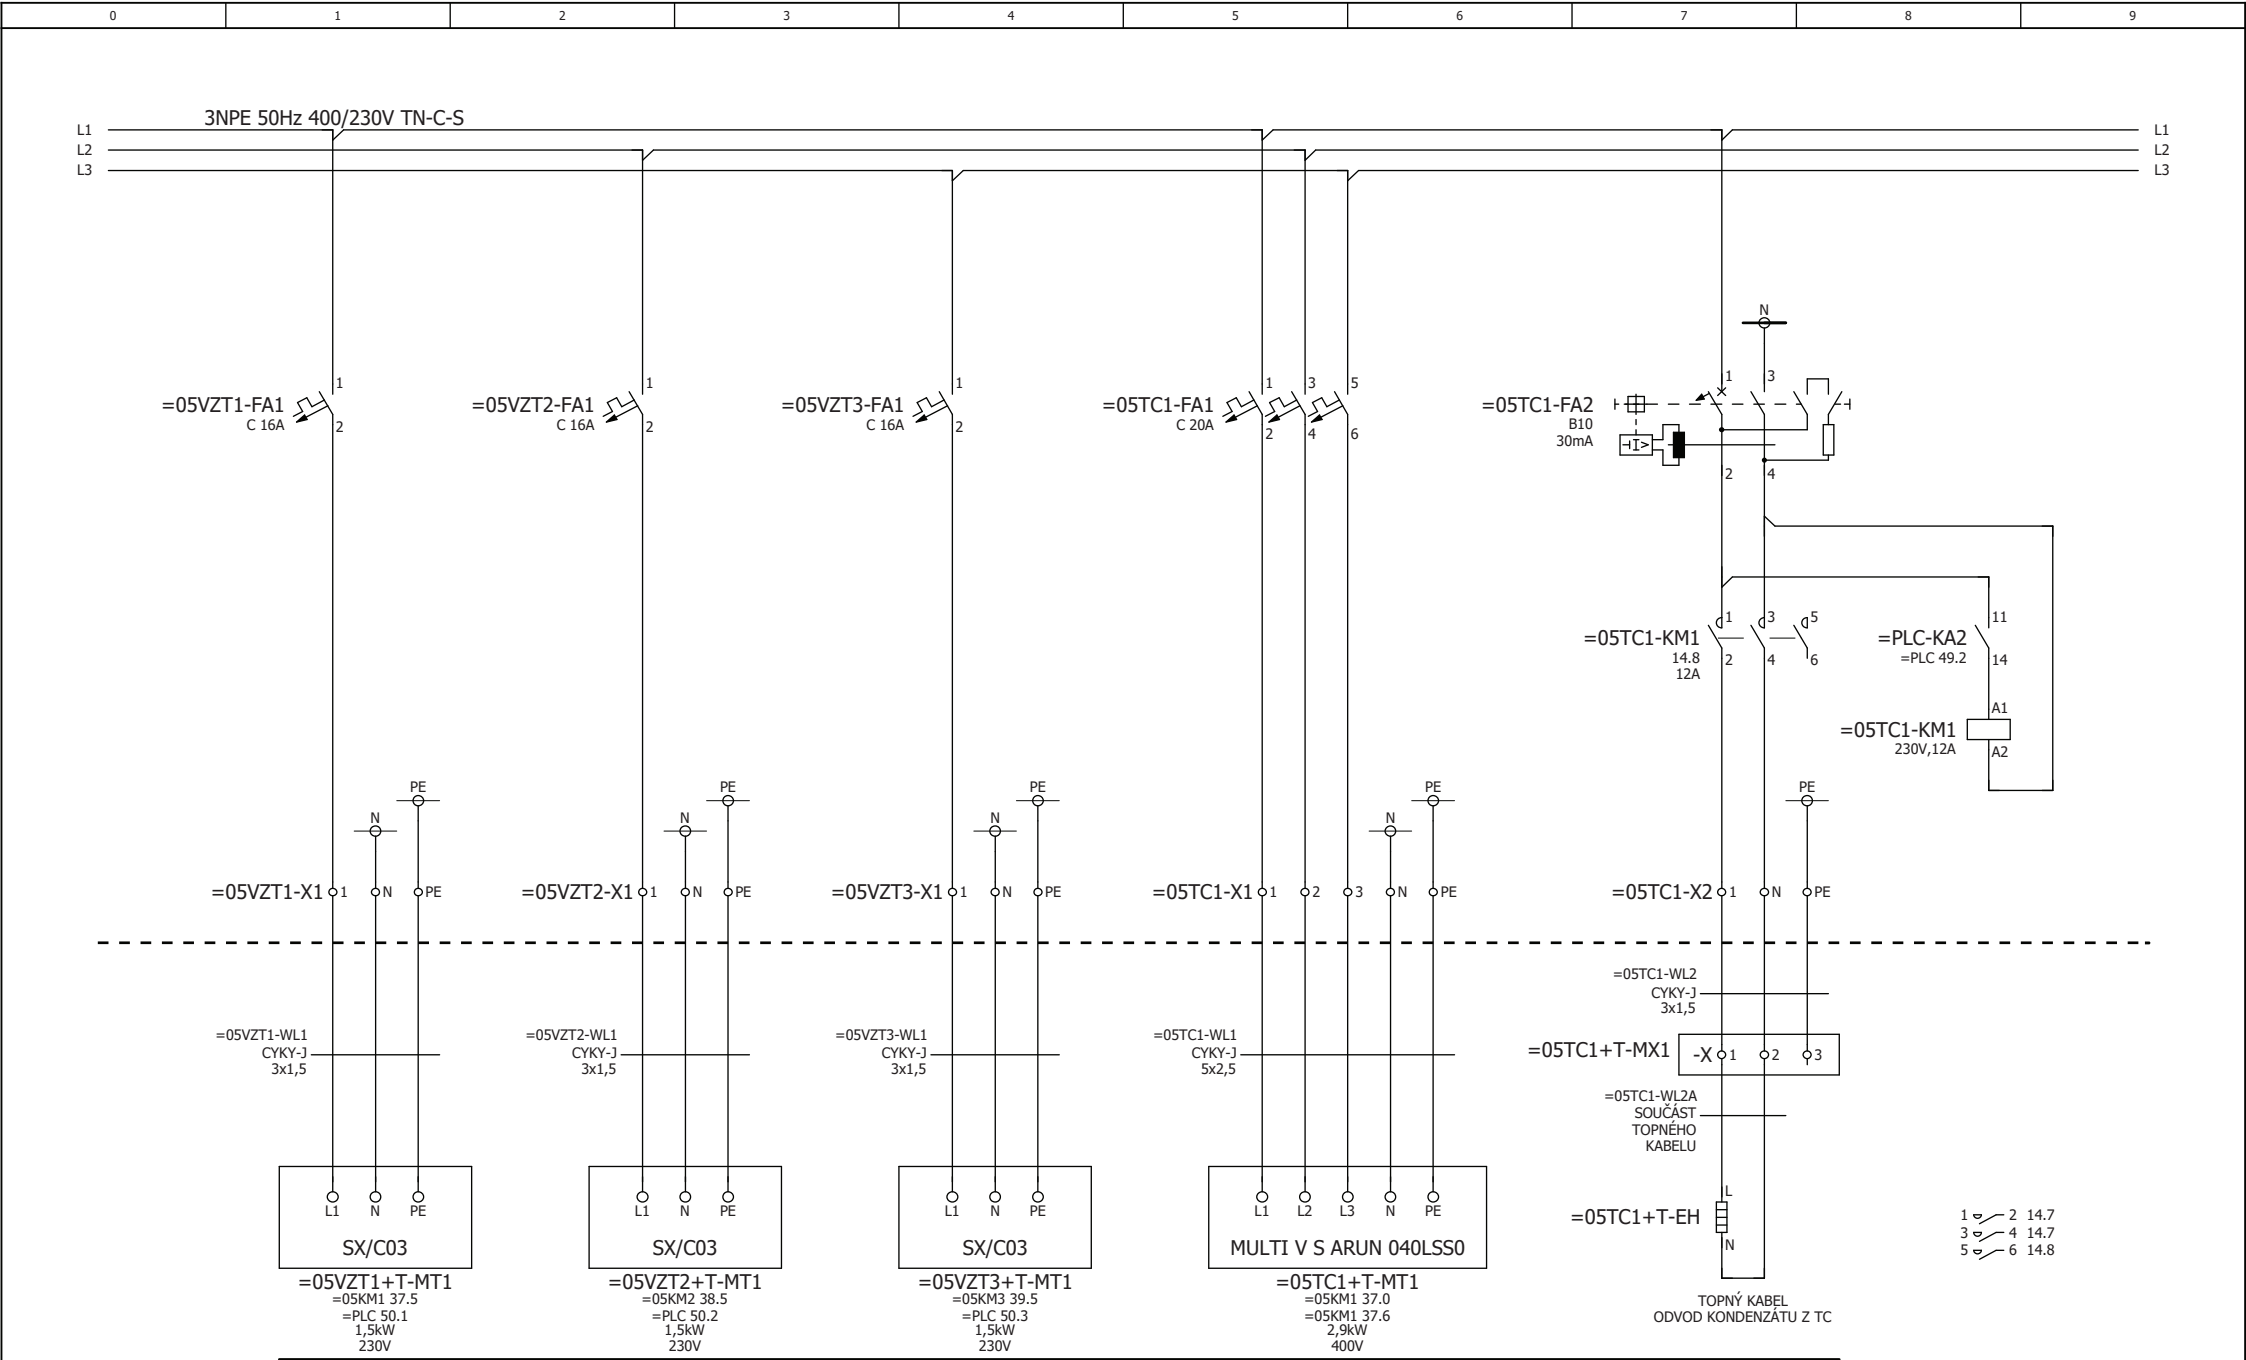 0 1 2 3 4 5 6 7 8 9
3NPE 50Hz 400/230V TN-C-S
L1 L1
L2 L2
L3 L3
N
1 1 1 1 3 5 1 3
=05VZT1-FA1 =05VZT2-FA1 =05VZT3-FA1 =05TC1-FA1 =05TC1-FA2
C 16A C 16A C 16A C 20A B10
2 2 2 2 4 6 30mA
I>
2 4
1 3 5 11
=05TC1-KM1 =PLC-KA2
14.8 =PLC 49.2
12A
2 4 6 14
A1
=05TC1-KM1
230V,12A
A2
PE PE PE PE PE
N N N N
=05VZT1-X1 1 N PE =05VZT2-X1 1 N PE =05VZT3-X1 1 N PE =05TC1-X1 1 2 3 N PE =05TC1-X2 1 N PE
=05TC1-WL2
CYKY-J
3x1,5
=05VZT1-WL1 =05VZT2-WL1 =05VZT3-WL1 =05TC1-WL1
CYKY-J CYKY-J CYKY-J CYKY-J
3x1,5 3x1,5 3x1,5 5x2,5
=05TC1+T-MX1 -X 1 2 3
=05TC1-WL2A
SOUČÁST
TOPNÉHO
KABELU
L1 N PE L1 N PE L1 N PE L1 L2 L3 N PE
L
=05TC1+T-EH
N
SX/C03 SX/C03 SX/C03 MULTI V S ARUN 040LSS0
=05VZT1+T-MT1 =05VZT2+T-MT1 =05VZT3+T-MT1 =05TC1+T-MT1
=05KM1 37.5 =05KM2 38.5 =05KM3 39.5 =05KM1 37.0
=PLC 50.1 =PLC 50.2 =PLC 50.3 =05KM1 37.6
1,5kW 1,5kW 1,5kW 2,9kW
230V 230V 230V 400V
TOPNÝ KABEL
ODVOD KONDENZÁTU Z TC
1 2 14.7
3 4 14.7
5 6 14.8